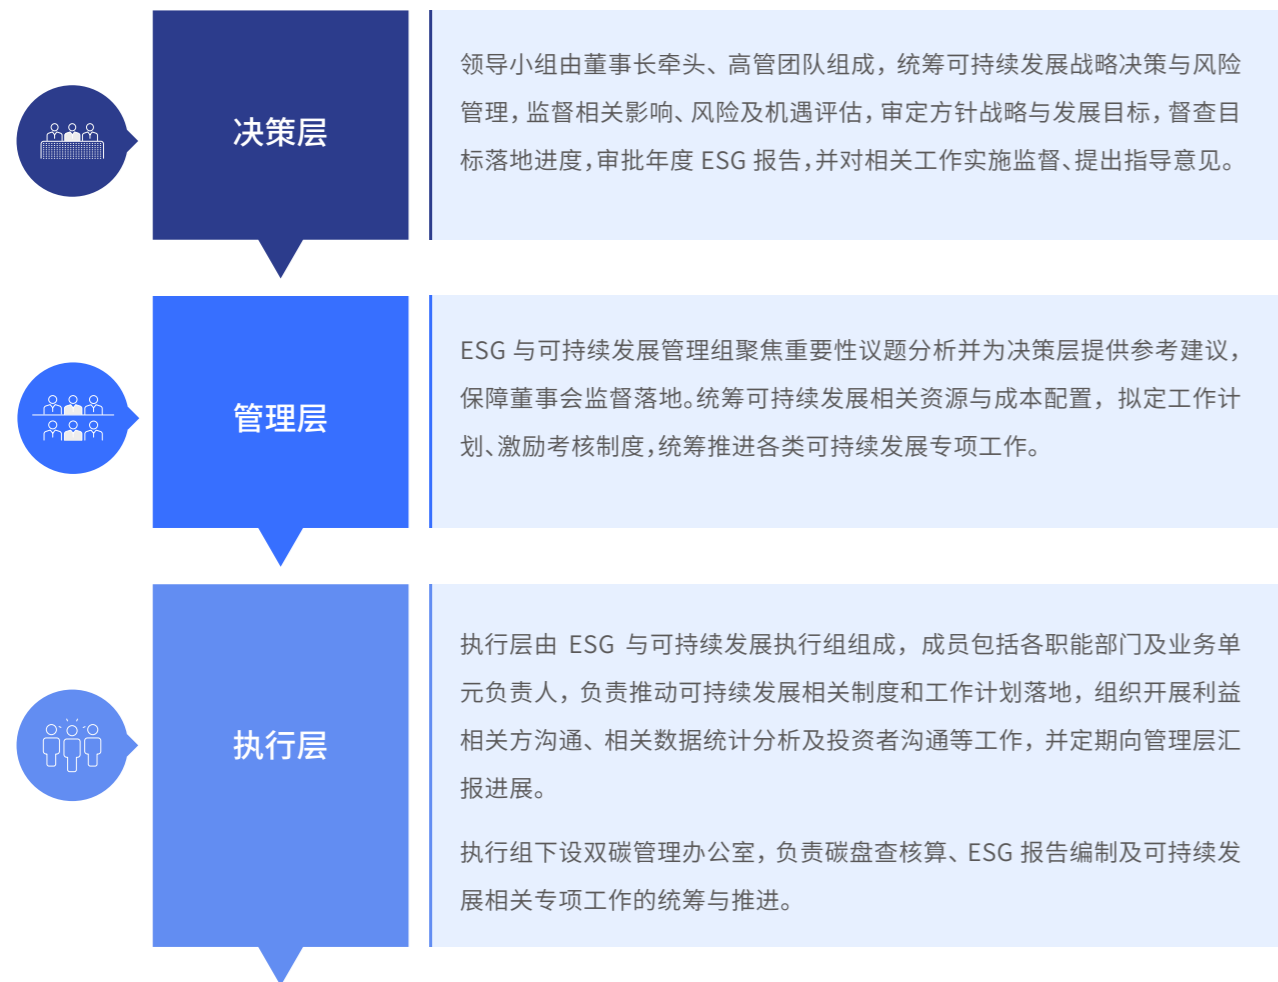 决策层
领导小组由董事长牵头、高管团队组成，统筹可持续发展战略决策与风险
管理，监督相关影响、风险及机遇评估，审定方针战略与发展目标，督查目
标落地进度，审批年度 ESG 报告，并对相关工作实施监督、提出指导意见。
管理层
ESG 与可持续发展管理组聚焦重要性议题分析并为决策层提供参考建议，
保障董事会监督落地。统筹可持续发展相关资源与成本配置，拟定工作计
划、激励考核制度，统筹推进各类可持续发展专项工作。
执行层
执行层由 ESG 与可持续发展执行组组成，成员包括各职能部门及业务单
元负责人，负责推动可持续发展相关制度和工作计划落地，组织开展利益
相关方沟通、相关数据统计分析及投资者沟通等工作，并定期向管理层汇
报进展。
执行组下设双碳管理办公室，负责碳盘查核算、ESG 报告编制及可持续发
展相关专项工作的统筹与推进。